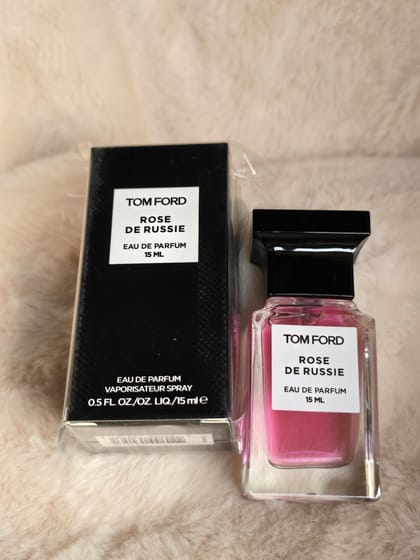 TOM FORD
ROSE
DE RUSSIE
EAU DE PARFUM
15 ML
EAU DE PARFUM
VAPORISATEUR SPRAY
0.5 FL. OZ./OZ. LIQ./15 ml ℮
TOM FORD
ROSE
DE RUSSIE
EAU DE PARFUM
15 ML